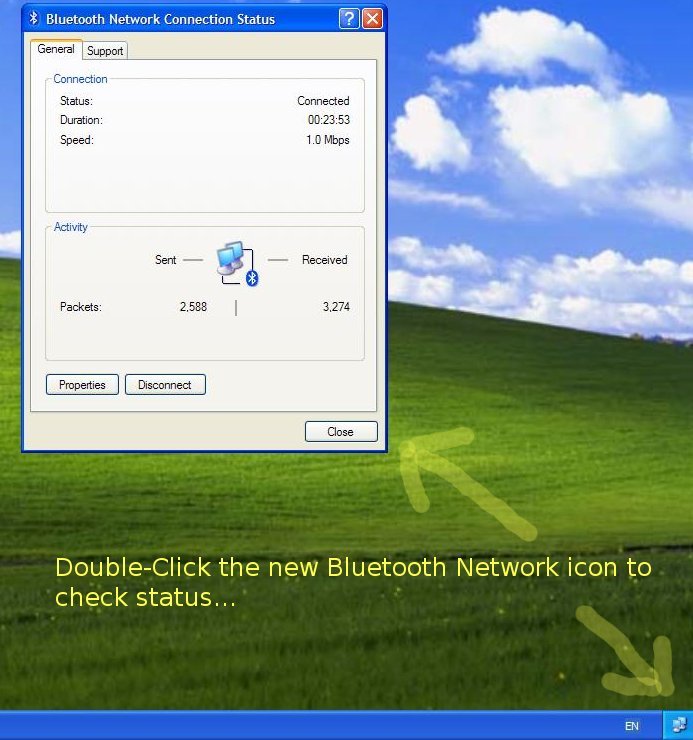 Bluetooth Network Connection Status
General Support
Connection
Status: Connected
Duration: 00:23:53
Speed: 1.0 Mbps
Activity
Sent Received
Packets: 2,588 3,274
Properties Disconnect
Close
Double-Click the new Bluetooth Network icon to
check status...
EN